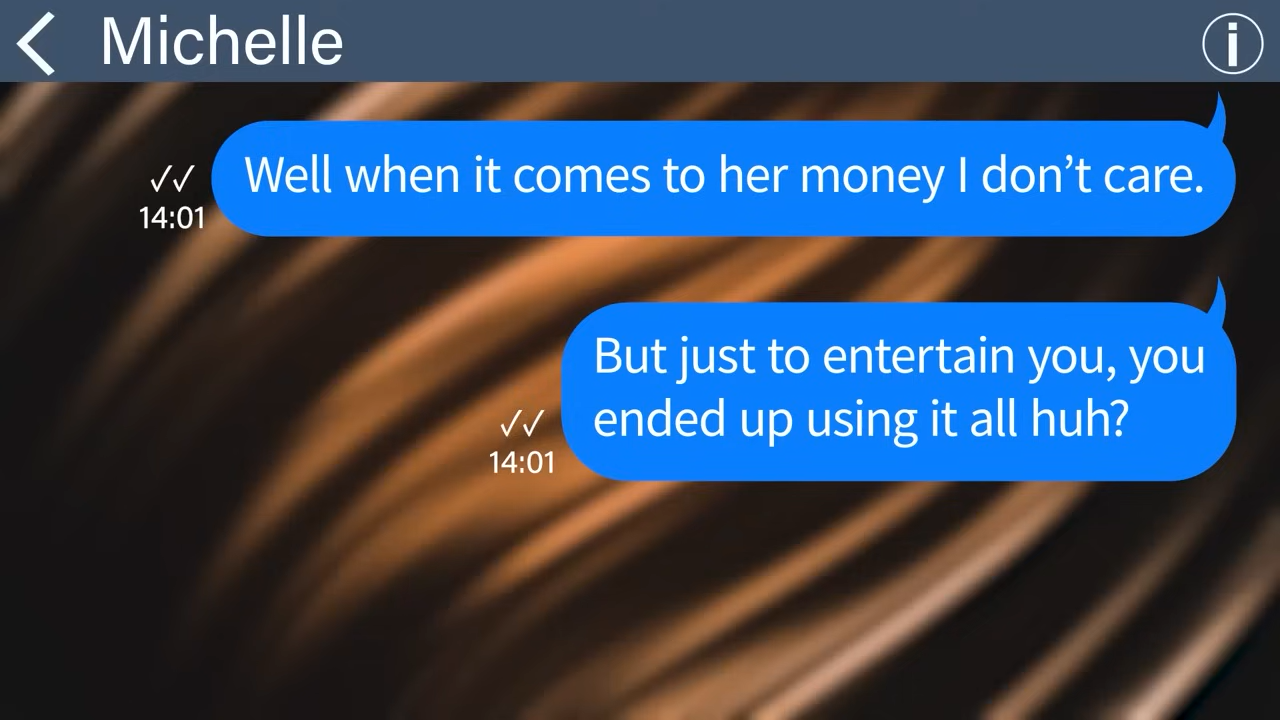 Michelle
Well when it comes to her money I don’t care.
✓✓
14:01
But just to entertain you, you
ended up using it all huh?
✓✓
14:01